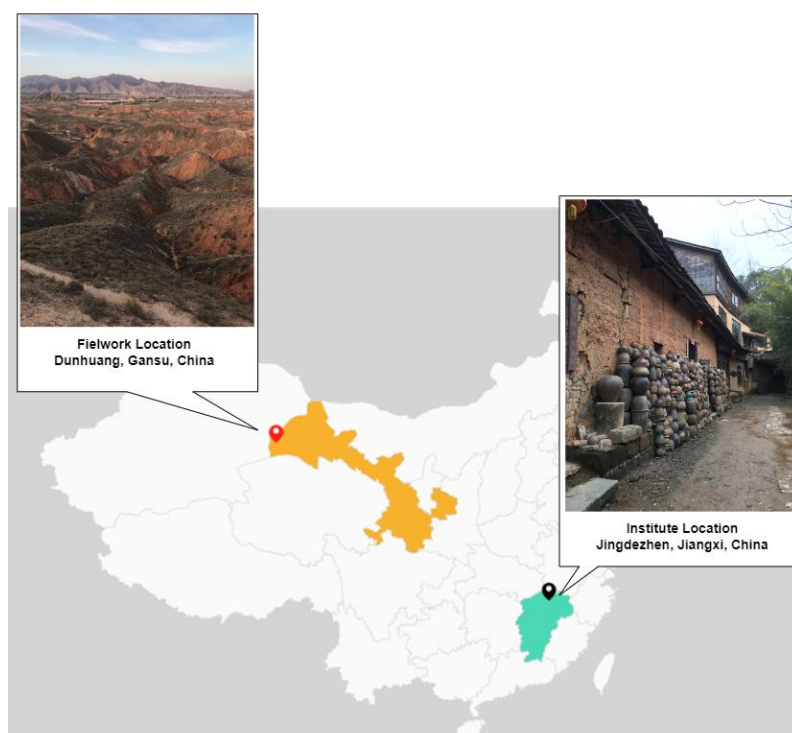 Fielwork Location
Dunhuang, Gansu, China
Institute Location
Jingdezhen, Jiangxi, China